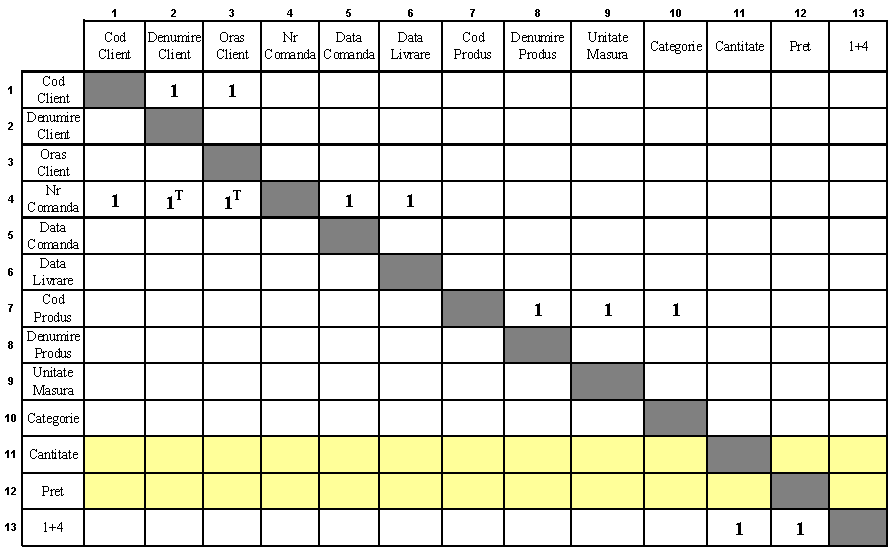 1 2 3 4 5 6 7 8 9 10 11 12 13
Cod Client Denumire Client Oras Client Nr Comanda Data Comanda Data Livrare Cod Produs Denumire Produs Unitate Masura Categorie Cantitate Pret 1+4
1 Cod Client 1 1
2 Denumire Client
3 Oras Client
4 Nr Comanda 1 1T 1T 1 1
5 Data Comanda
6 Data Livrare
7 Cod Produs 1 1 1
8 Denumire Produs
9 Unitate Masura
10 Categorie
11 Cantitate
12 Pret
13 1+4 1 1